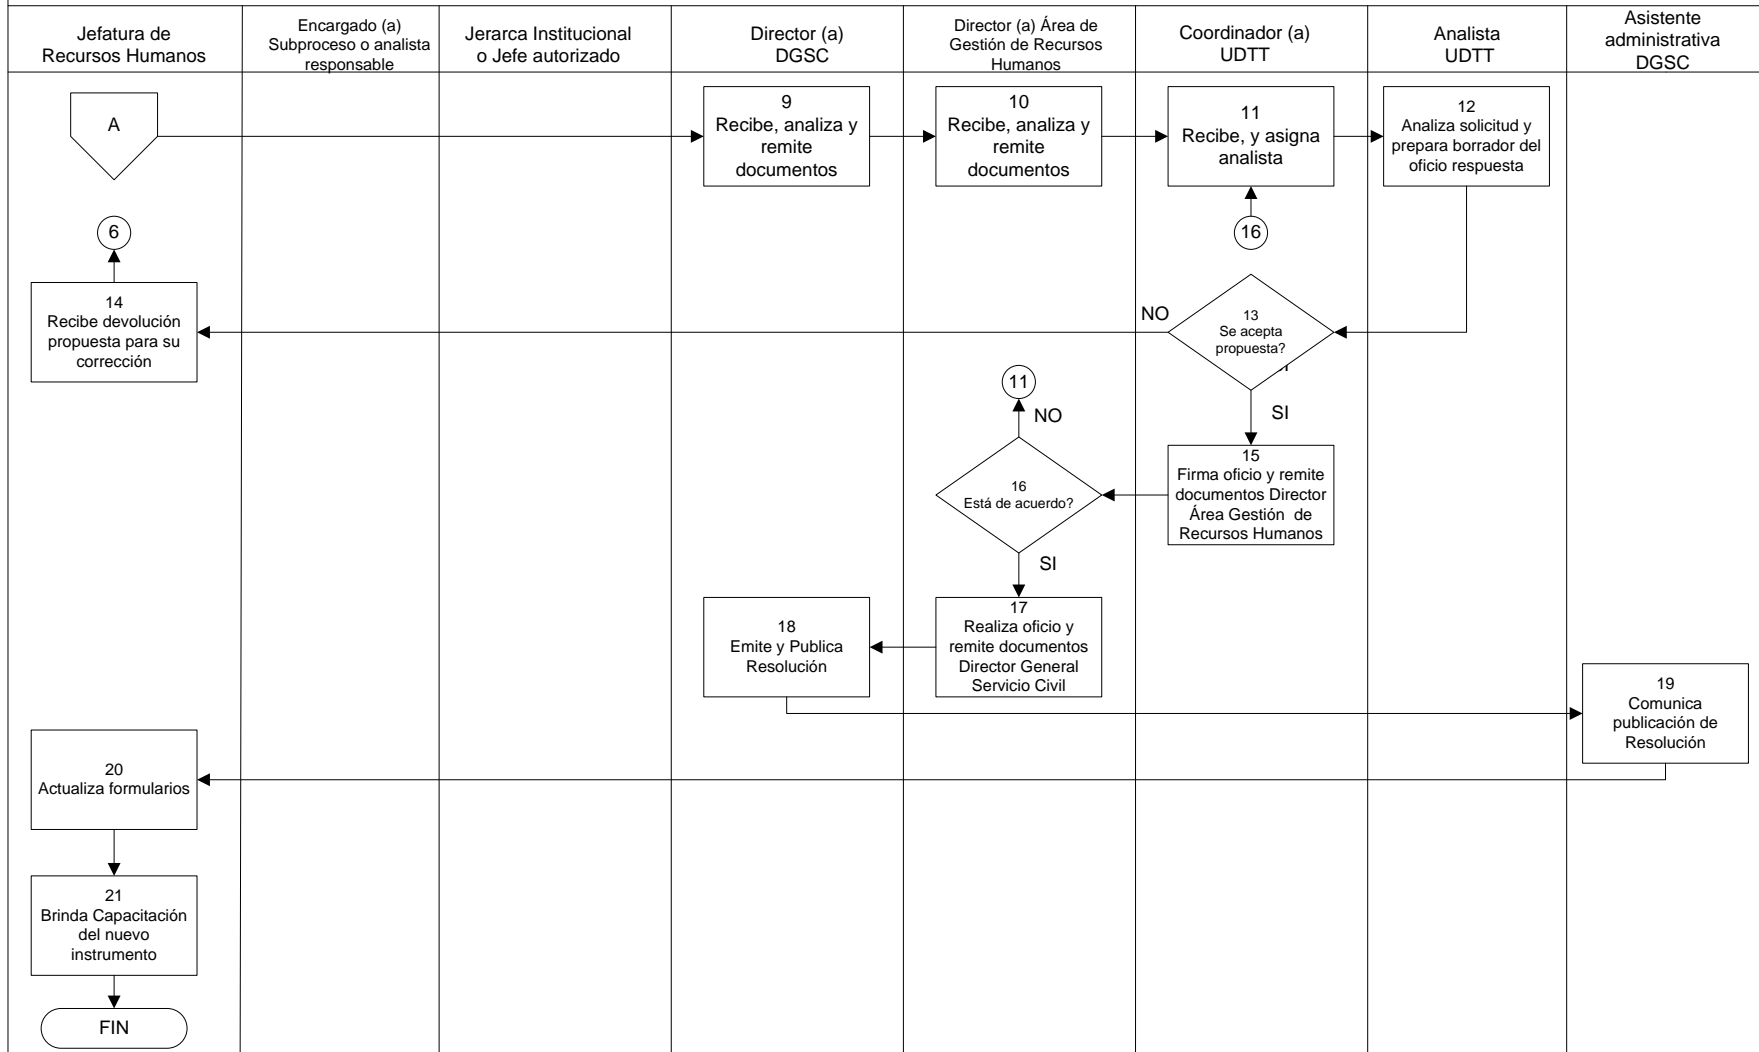 Jefatura de
Recursos Humanos
Encargado (a)
Subproceso o analista
responsable
Jerarca Institucional
o Jefe autorizado
Director (a)
DGSC
Director (a) Área de
Gestión de Recursos
Humanos
Coordinador (a)
UDTT
Analista
UDTT
Asistente
administrativa
DGSC
A
9
Recibe, analiza y
remite
documentos
10
Recibe, analiza y
remite
documentos
11
Recibe, y asigna
analista
12
Analiza solicitud y
prepara borrador del
oficio respuesta
6
16
14
Recibe devolución
propuesta para su
corrección
NO
13
Se acepta
propuesta?
11
NO
SI
16
Está de acuerdo?
15
Firma oficio y remite
documentos Director
Área Gestión de
Recursos Humanos
SI
18
Emite y Publica
Resolución
17
Realiza oficio y
remite documentos
Director General
Servicio Civil
19
Comunica
publicación de
Resolución
20
Actualiza formularios
21
Brinda Capacitación
del nuevo
instrumento
FIN